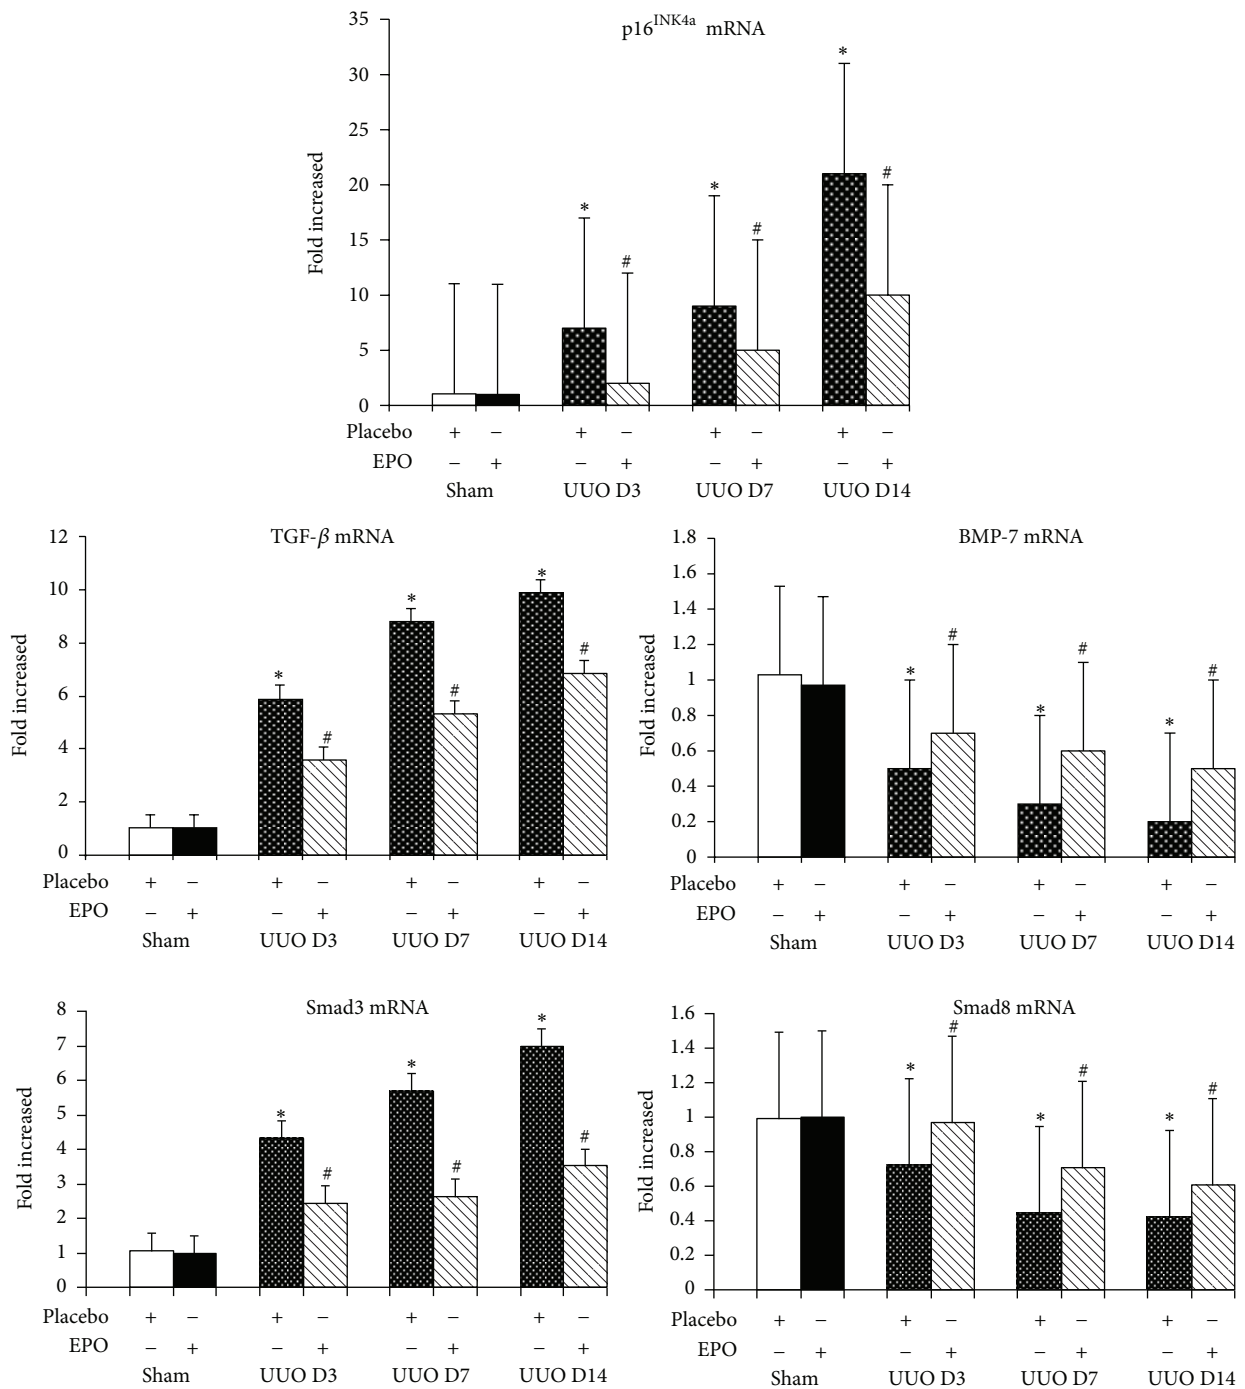 p16INK4a mRNA
35
30
25
20
15
10
5
0
Fold increased
* # * # * #
Placebo + − + − + − + −
EPO − + − + − + − +
Sham UUO D3 UUO D7 UUO D14
TGF-β mRNA
12
10
8
6
4
2
0
Fold increased
* # * # * #
Placebo + − + − + − + −
EPO − + − + − + − +
Sham UUO D3 UUO D7 UUO D14
BMP-7 mRNA
1.8
1.6
1.4
1.2
1
0.8
0.6
0.4
0.2
0
Fold increased
* # * # * #
Placebo + − + − + − + −
EPO − + − + − + − +
Sham UUO D3 UUO D7 UUO D14
Smad3 mRNA
8
7
6
5
4
3
2
1
0
Fold increased
* # * # * #
Placebo + − + − + − + −
EPO − + − + − + − +
Sham UUO D3 UUO D7 UUO D14
Smad8 mRNA
1.6
1.4
1.2
1
0.8
0.6
0.4
0.2
0
Fold increased
* # * # * #
Placebo + − + − + − + −
EPO − + − + − + − +
Sham UUO D3 UUO D7 UUO D14